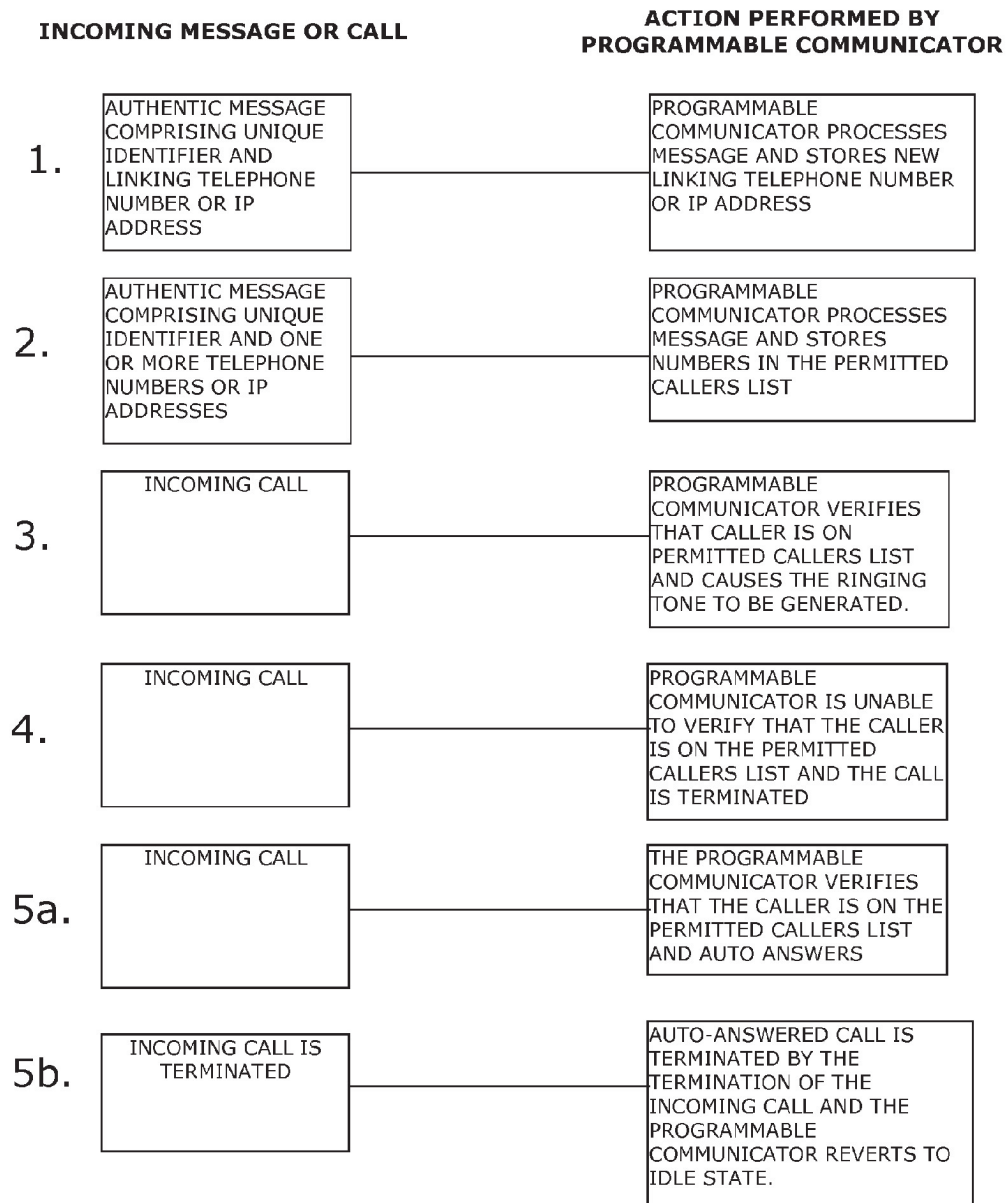 INCOMING MESSAGE OR CALL
ACTION PERFORMED BY
PROGRAMMABLE COMMUNICATOR
1.
AUTHENTIC MESSAGE
COMPRISING UNIQUE
IDENTIFIER AND
LINKING TELEPHONE
NUMBER OR IP
ADDRESS
PROGRAMMABLE
COMMUNICATOR PROCESSES
MESSAGE AND STORES NEW
LINKING TELEPHONE NUMBER
OR IP ADDRESS
2.
AUTHENTIC MESSAGE
COMPRISING UNIQUE
IDENTIFIER AND ONE
OR MORE TELEPHONE
NUMBERS OR IP
ADDRESSES
PROGRAMMABLE
COMMUNICATOR PROCESSES
MESSAGE AND STORES
NUMBERS IN THE PERMITTED
CALLERS LIST
3.
INCOMING CALL
PROGRAMMABLE
COMMUNICATOR VERIFIES
THAT CALLER IS ON
PERMITTED CALLERS LIST
AND CAUSES THE RINGING
TONE TO BE GENERATED.
4.
INCOMING CALL
PROGRAMMABLE
COMMUNICATOR IS UNABLE
TO VERIFY THAT THE CALLER
IS ON THE PERMITTED
CALLERS LIST AND THE CALL
IS TERMINATED
5a.
INCOMING CALL
THE PROGRAMMABLE
COMMUNICATOR VERIFIES
THAT THE CALLER IS ON THE
PERMITTED CALLERS LIST
AND AUTO ANSWERS
5b.
INCOMING CALL IS
TERMINATED
AUTO-ANSWERED CALL IS
TERMINATED BY THE
TERMINATION OF THE
INCOMING CALL AND THE
PROGRAMMABLE
COMMUNICATOR REVERTS TO
IDLE STATE.